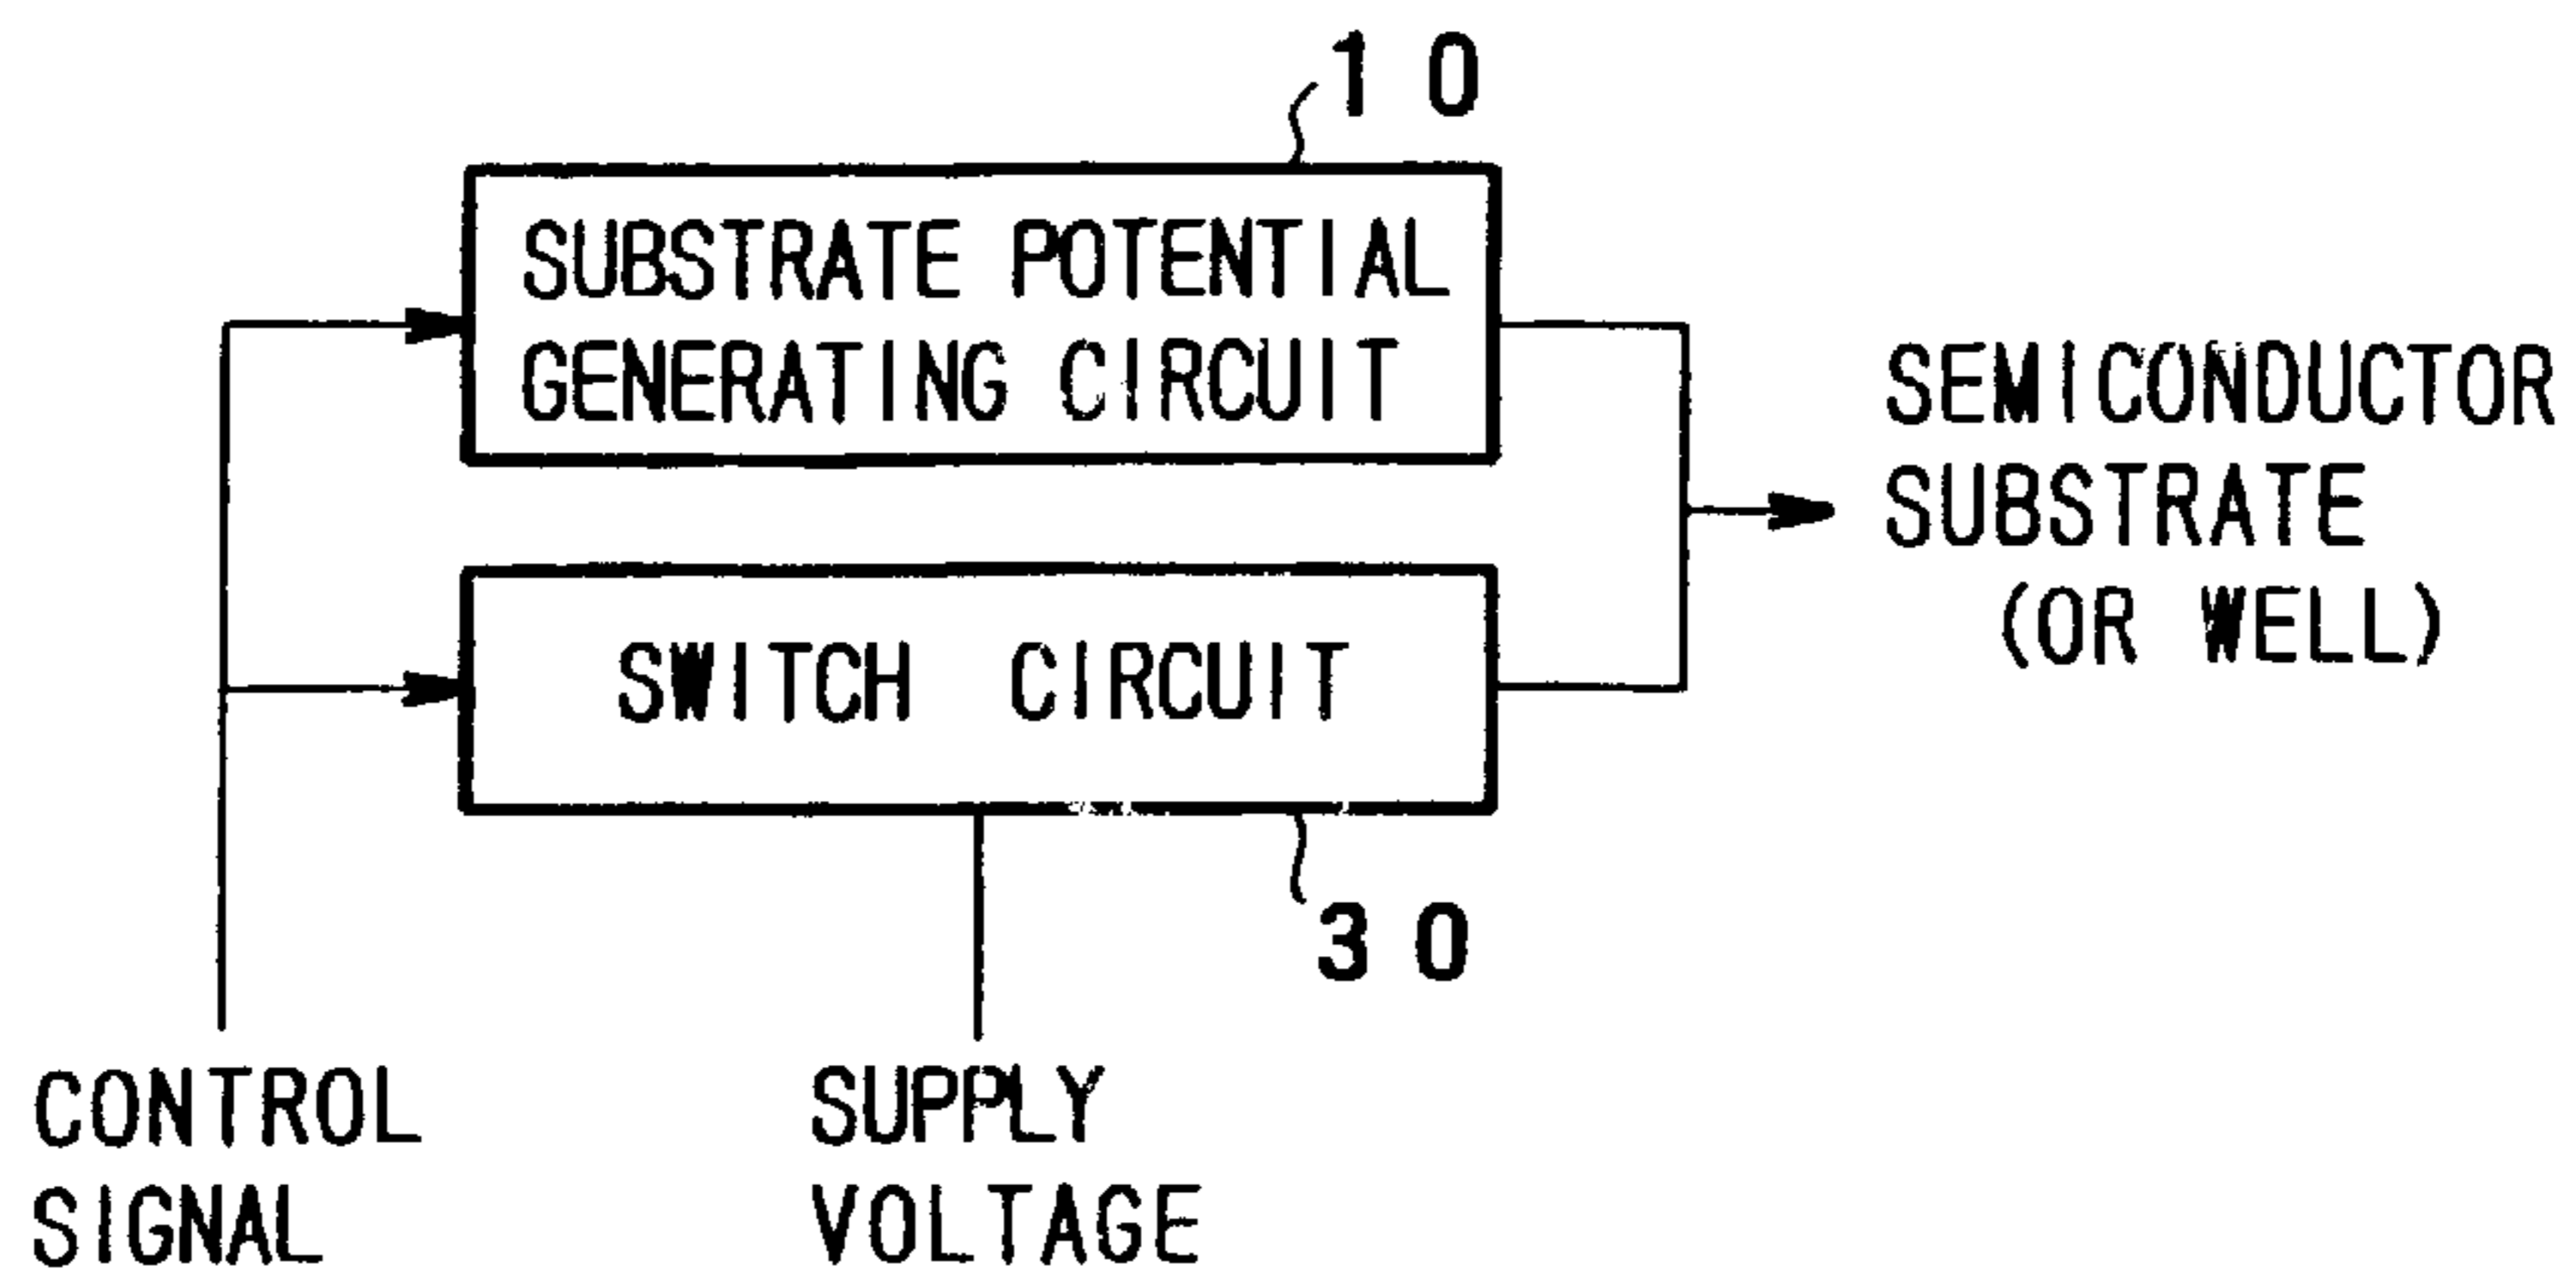 10
SUBSTRATE POTENTIAL
GENERATING CIRCUIT
SEMICONDUCTOR
SUBSTRATE
(OR WELL)
SWITCH CIRCUIT
30
CONTROL
SIGNAL
SUPPLY
VOLTAGE